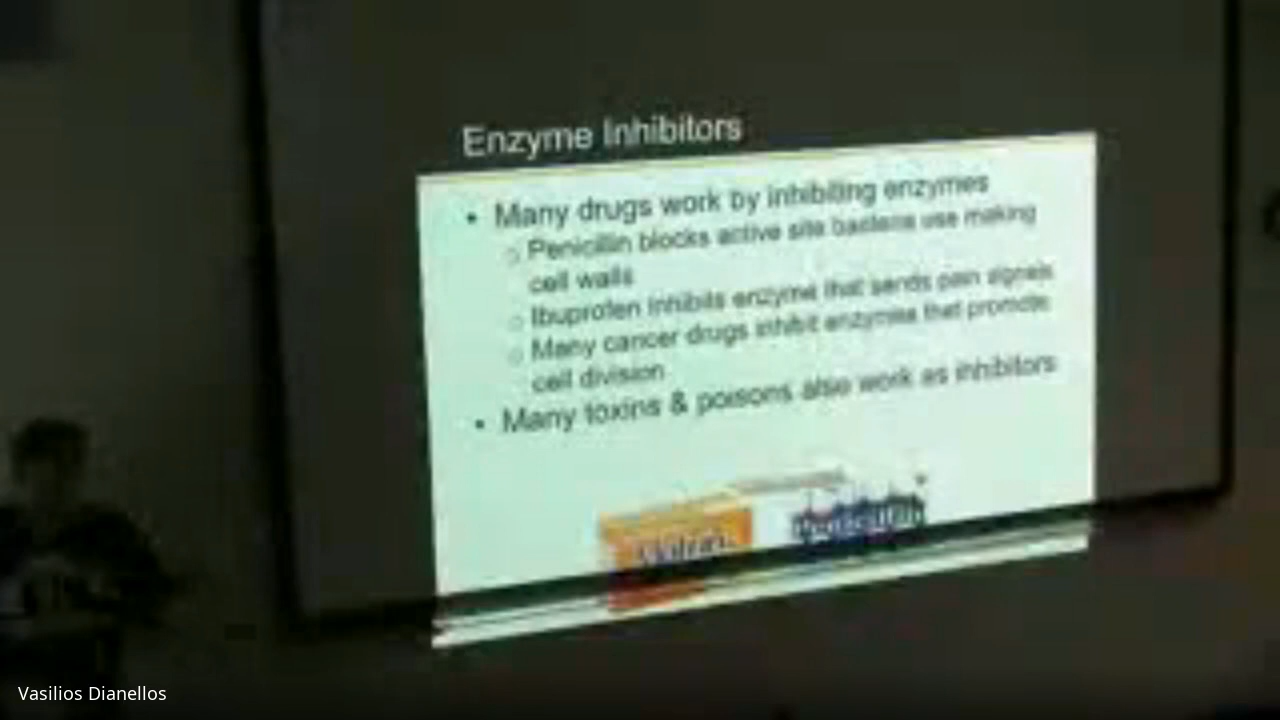 Enzyme Inhibitors
• Many drugs work by inhibiting enzymes
○ Penicillin blocks active site bacteria use making
cell walls
○ Ibuprofen inhibits enzyme that sends pain signals
○ Many cancer drugs inhibit enzymes that promote
cell division
• Many toxins & poisons also work as inhibitors
Motrin
Penicillin
Vasilios Dianellos